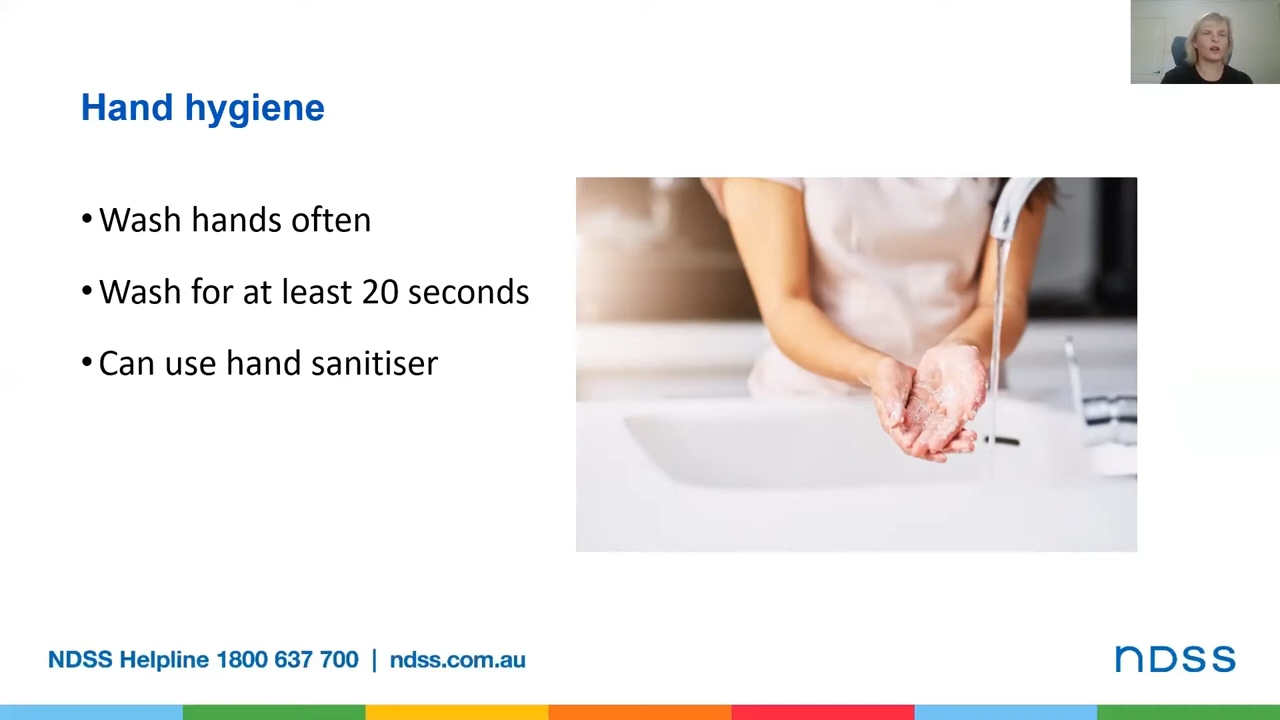 Hand hygiene
• Wash hands often
• Wash for at least 20 seconds
• Can use hand sanitiser
NDSS Helpline 1800 637 700 | ndss.com.au
ndss